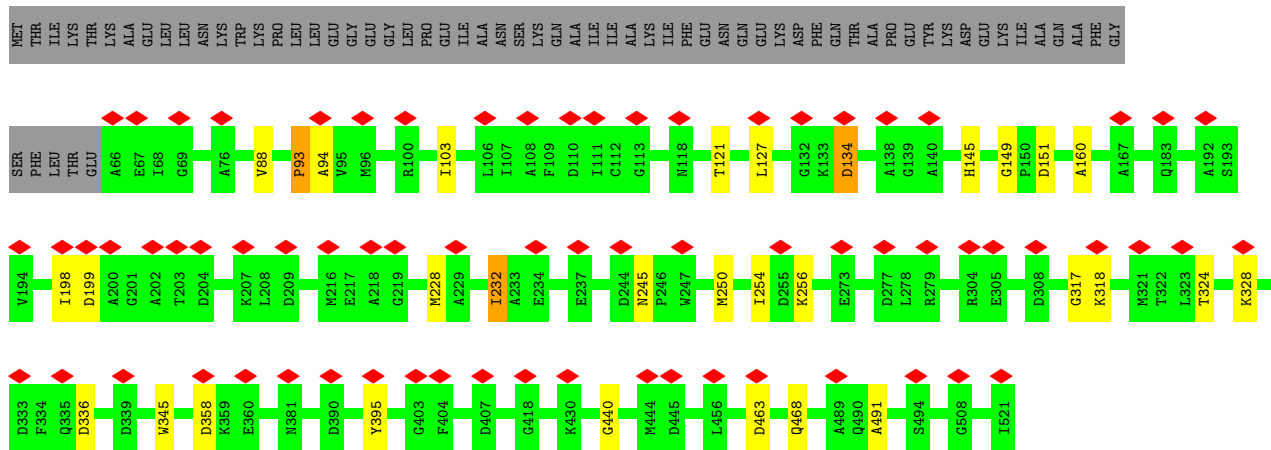 MET THR ILE LYS THR LYS ALA GLU LEU LEU ASN LYS TRP LYS PRO LEU LEU GLU GLY GLU GLY LEU PRO GLU ILE ALA ASN SER LYS GLN ALA ILE ILE ALA LYS ILE PHE GLU ASN GLN GLU LYS ASP PHE GLN THR ALA PRO GLU TYR LYS ASP GLU LYS ILE ALA GLN ALA PHE GLY
SER PHE LEU THR GLU A66 E67 I68 G69 A76 V88 P93 A94 V95 M96 R100 I103 L106 I107 A108 F109 D110 I111 C112 G113 N118 T121 L127 G132 K133 D134 A138 G139 A140 H145 G149 P150 D151 A160 A167 Q183 A192 S193
V194 I198 D199 A200 G201 A202 T203 D204 K207 L208 D209 M216 E217 A218 G219 M228 A229 I232 A233 E234 E237 D244 N245 P246 W247 M250 I254 D255 K256 E273 D277 L278 R279 R304 E305 D308 G317 K318 M321 T322 L323 T324 K328
D333 F334 Q335 D336 D339 W345 D358 K359 E360 N381 D390 Y395 G403 F404 D407 G418 K430 G440 M444 D445 L456 D463 Q468 A489 Q490 A491 S494 G508 I521